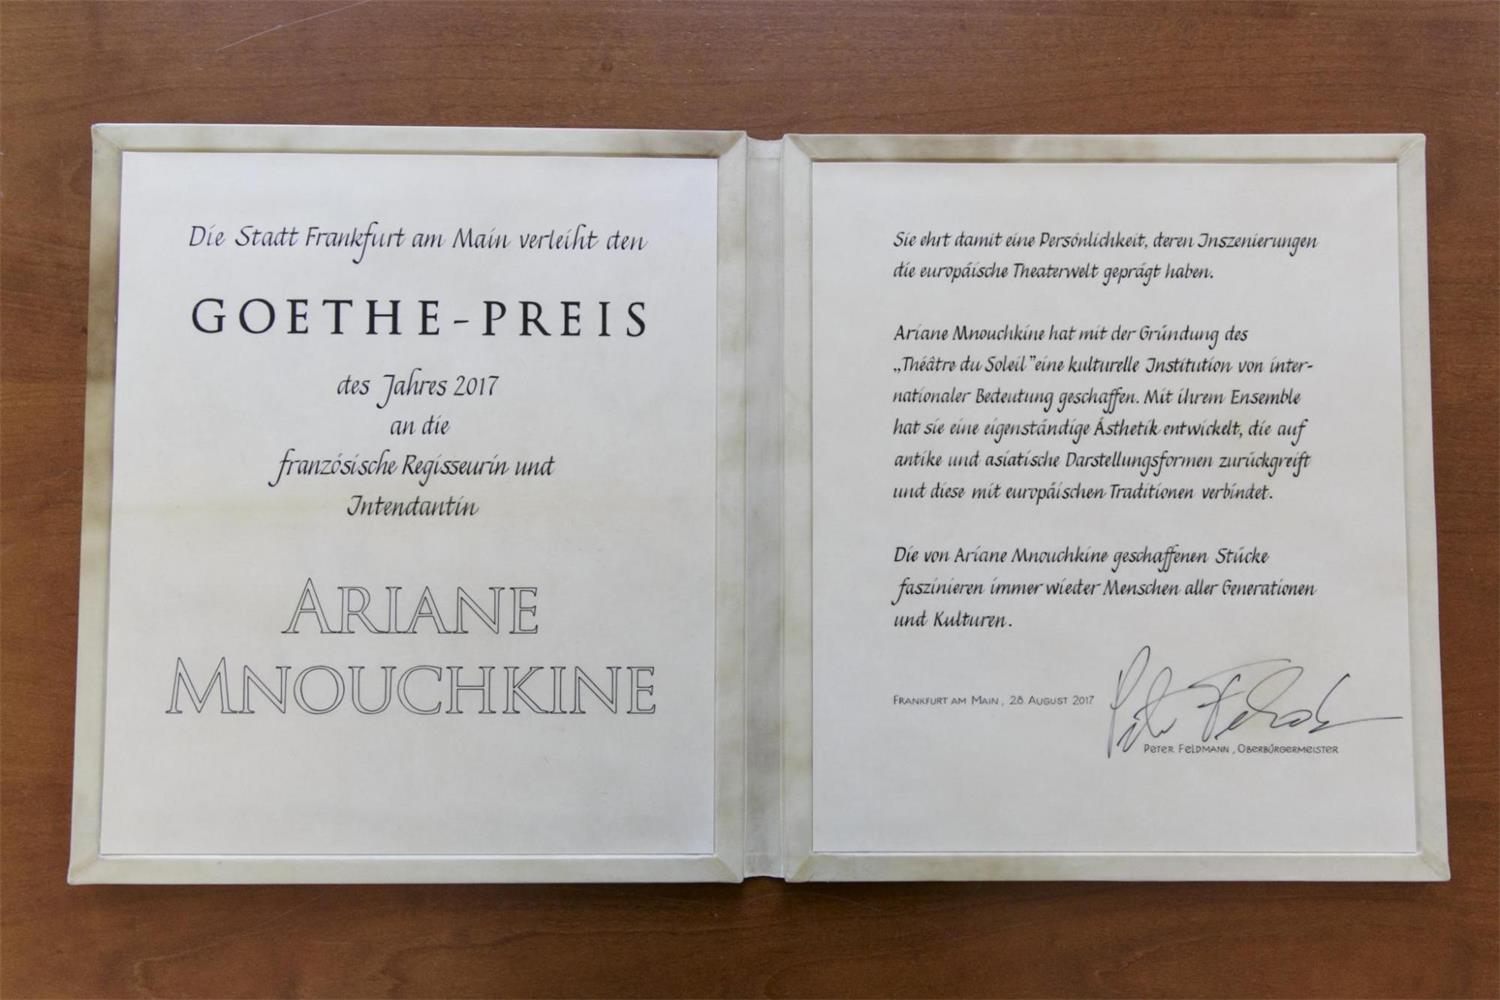 Die Stadt Frankfurt am Main verleiht den
GOETHE-PREIS
des Jahres 2017
an die
französische Regisseurin und
Intendantin
ARIANE
MNOUCHKINE
Sie ehrt damit eine Persönlichkeit, deren Inszenierungen
die europäische Theaterwelt geprägt haben.
Ariane Mnouchkine hat mit der Gründung des
„Théâtre du Soleil" eine kulturelle Institution von inter-
nationaler Bedeutung geschaffen. Mit ihrem Ensemble
hat sie eine eigenständige Ästhetik entwickelt, die auf
antike und asiatische Darstellungsformen zurückgreift
und diese mit europäischen Traditionen verbindet.
Die von Ariane Mnouchkine geschaffenen Stücke
faszinieren immer wieder Menschen aller Generationen
und Kulturen.
FRANKFURT AM MAIN, 28. AUGUST 2017
Peter Feldmann
PETER FELDMANN, OBERBÜRGERMEISTER